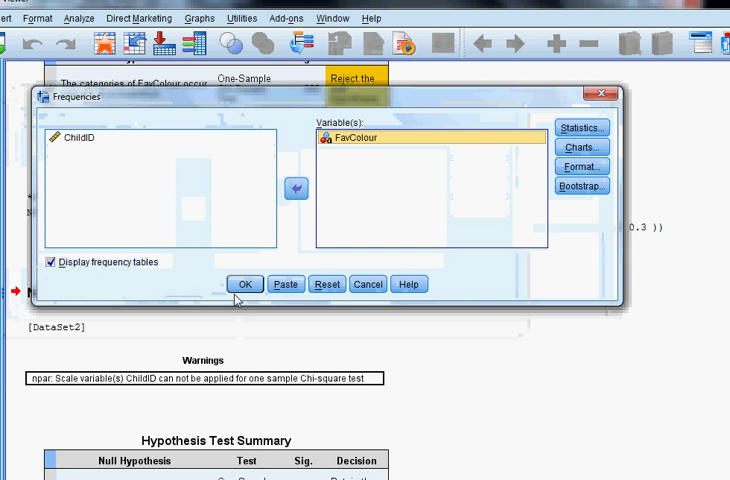 ert Format Analyze Direct Marketing Graphs Utilities Add-ons Window Help
The categories of FavColour occur One-Sample Reject the
Frequencies
Variable(s):
ChildID
FavColour
Statistics...
Charts...
Format...
Bootstrap...
0.3 ))
Display frequency tables
OK Paste Reset Cancel Help
[DataSet2]
Warnings
npar: Scale variable(s) ChildID can not be applied for one sample Chi-square test
Hypothesis Test Summary
Null Hypothesis Test Sig. Decision